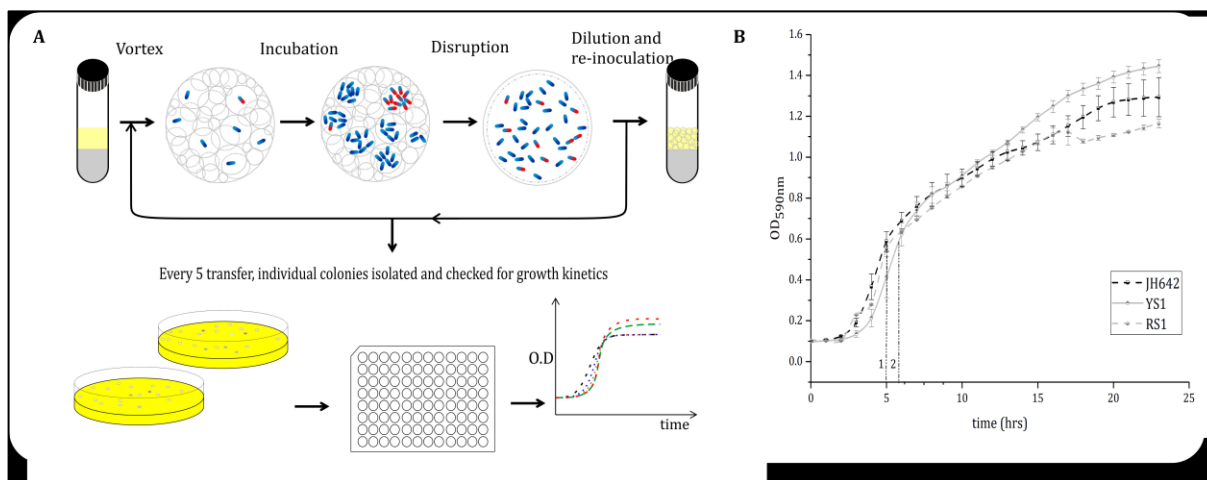 A
Vortex
Incubation
Disruption
Dilution and
re-inoculation
Every 5 transfer, individual colonies isolated and checked for growth kinetics
O.D
time
B
1.6
1.4
1.2
1.0
0.8
0.6
0.4
0.2
0.0
OD590nm
JH642
YS1
RS1
1 2
0 5 10 15 20 25
time (hrs)